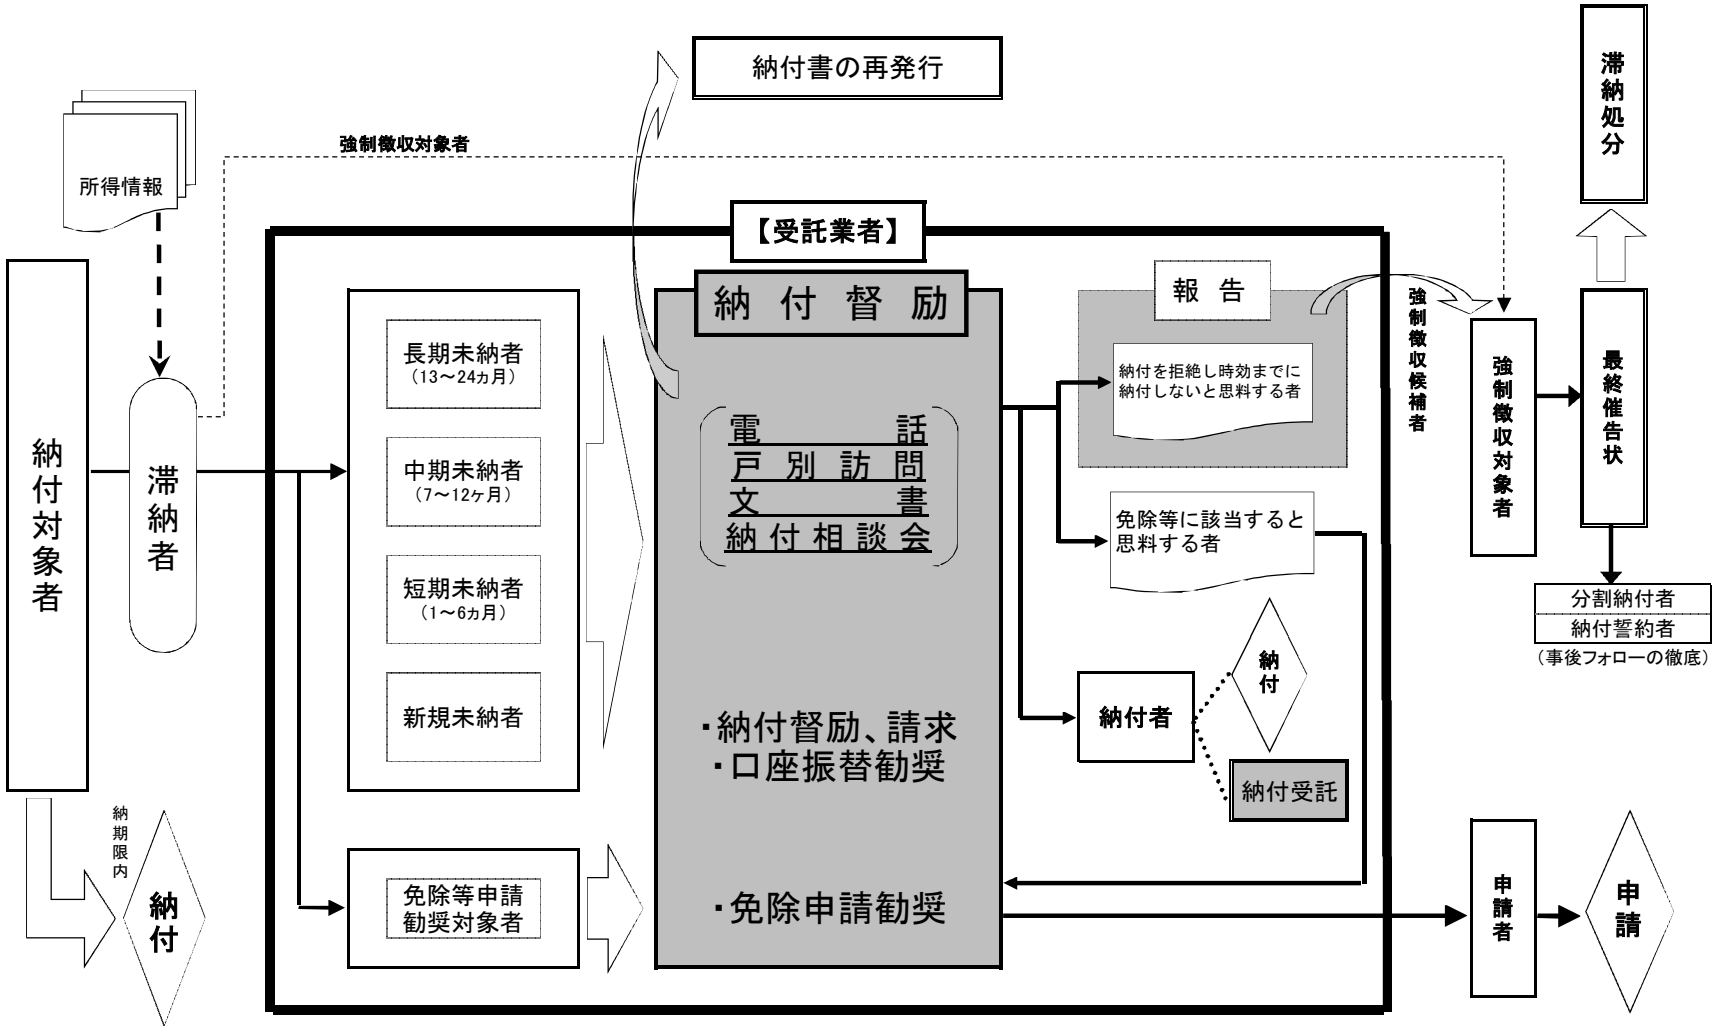 納付書の再発行
滞納処分
強制徴収対象者
所得情報
【受託業者】
納付督励
報告
強制徴収候補者
長期未納者
（13～24ヵ月）
納付を拒絶し時効までに
納付しないと思料する者
強制徴収対象者
最終催告状
納付対象者
滞納者
電話
戸別訪問
文書
納付相談会
中期未納者
（7～12ヶ月）
免除等に該当すると
思料する者
短期未納者
（1～6ヵ月）
分割納付者
納付誓約者
（事後フォローの徹底）
新規未納者
・納付督励、請求
・口座振替勧奨
納付者
納付
納付受託
納期限内
納付
免除等申請
勧奨対象者
・免除申請勧奨
申請者
申請